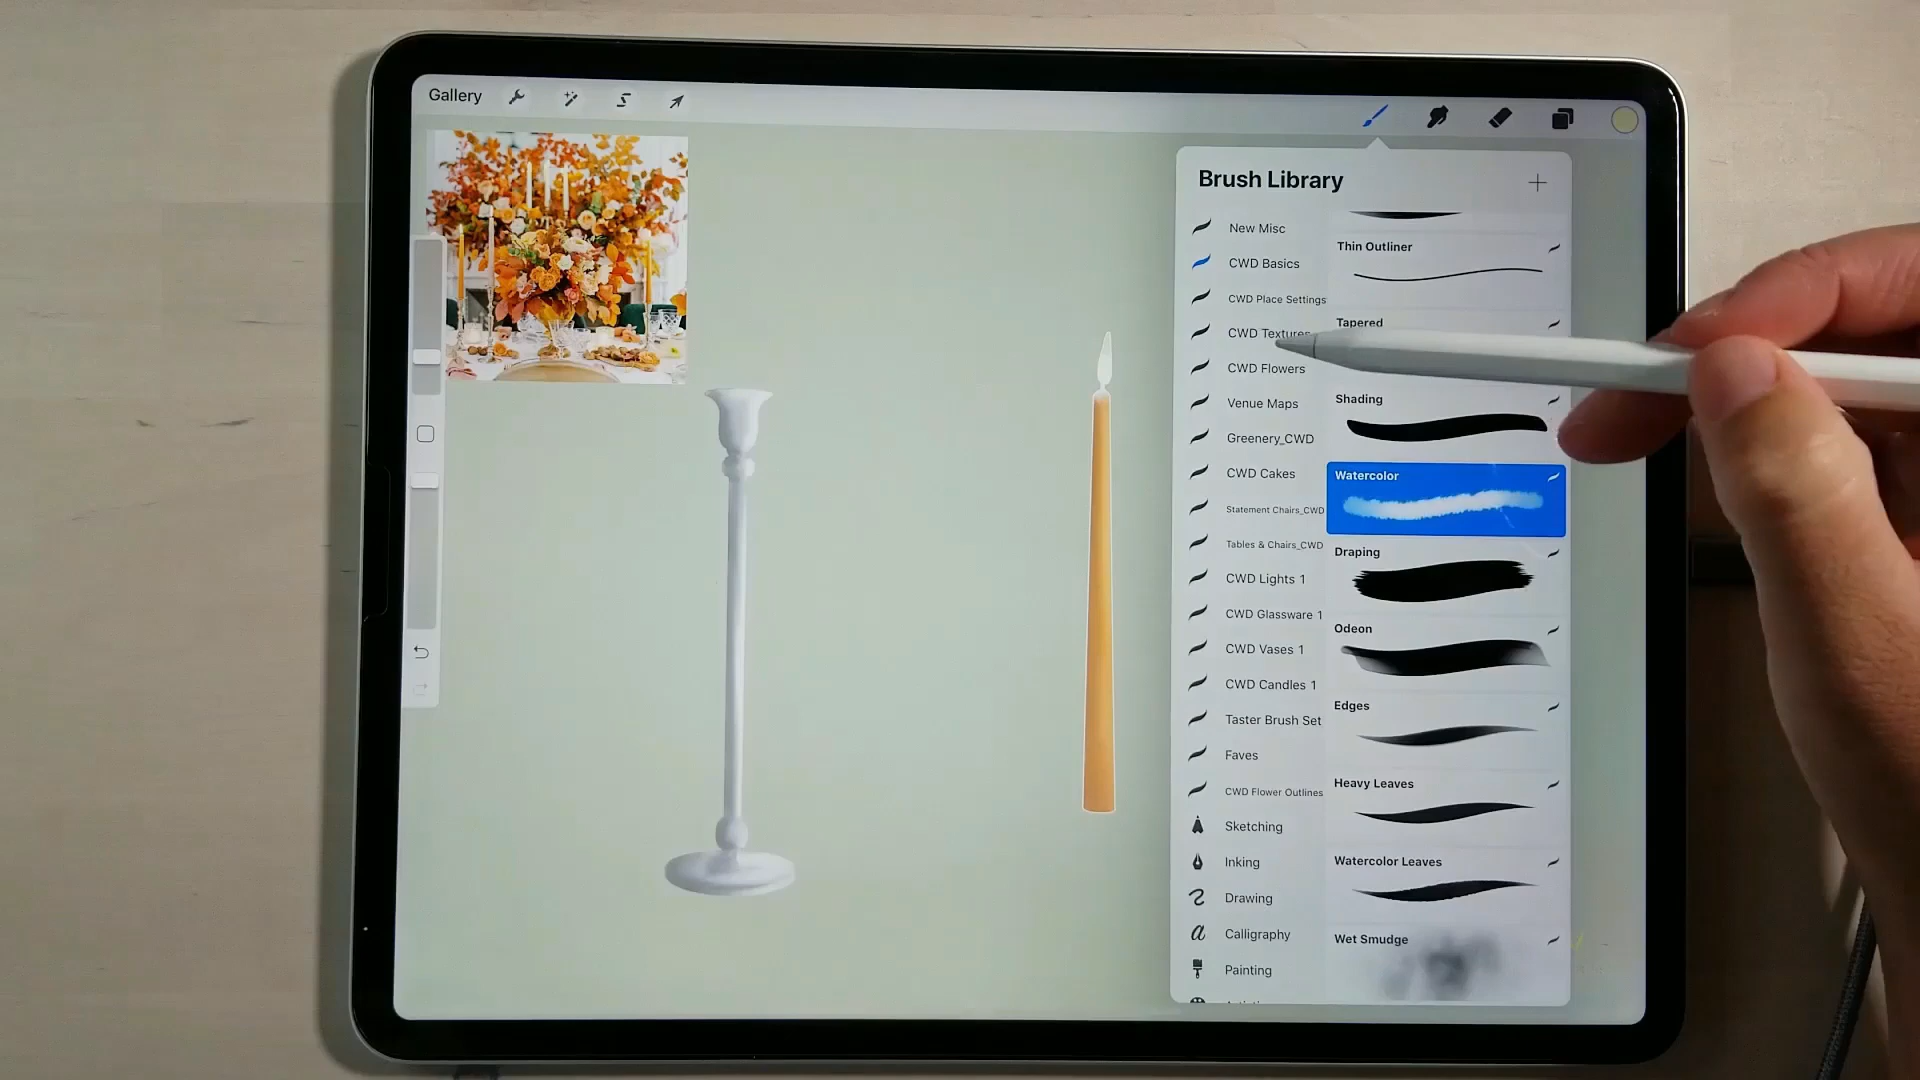 Gallery
Brush Library
New Misc
CWD Basics
CWD Place Settings
CWD Textures
CWD Flowers
Venue Maps
Greenery_CWD
CWD Cakes
Statement Chairs_CWD
Tables & Chairs_CWD
CWD Lights 1
CWD Glassware 1
CWD Vases 1
CWD Candles 1
Taster Brush Set
Faves
CWD Flower Outlines
Sketching
Inking
Drawing
Calligraphy
Painting
Thin Outliner
Tapered
Shading
Watercolor
Draping
Odeon
Edges
Heavy Leaves
Watercolor Leaves
Wet Smudge